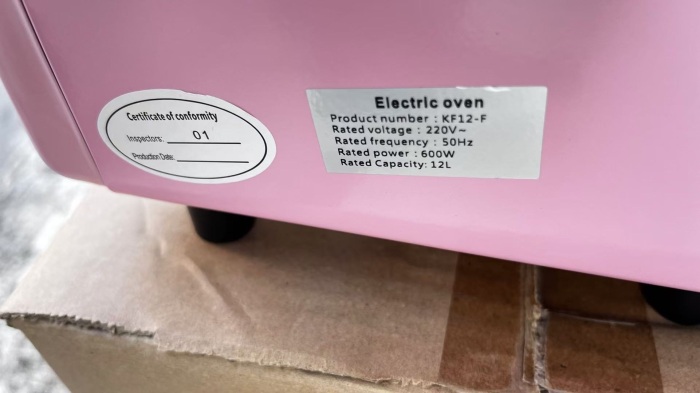 Certificate of conformity
Inspectors: 01
Production Date:
Electric oven
Product number : KF12-F
Rated voltage : 220V~
Rated frequency : 50Hz
Rated power : 600W
Rated Capacity: 12L